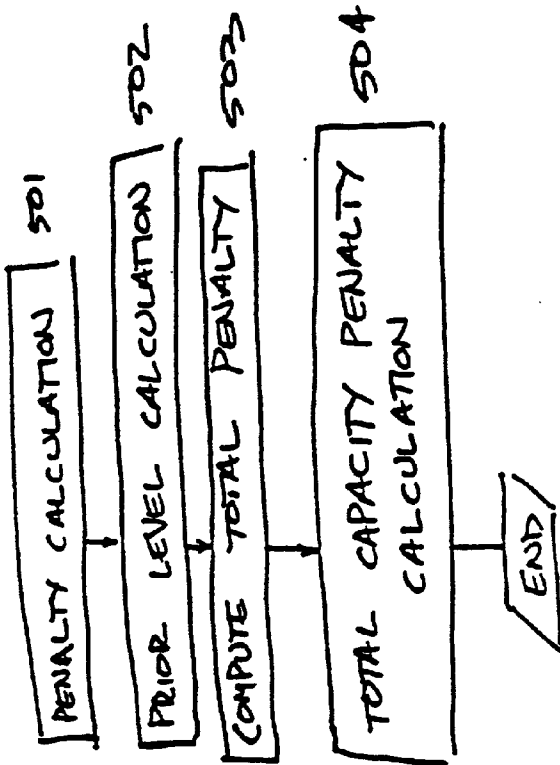 PENALTY CALCULATION 501
PRIOR LEVEL CALCULATION 502
COMPUTE TOTAL PENALTY 503
TOTAL CAPACITY PENALTY
CALCULATION 504
END